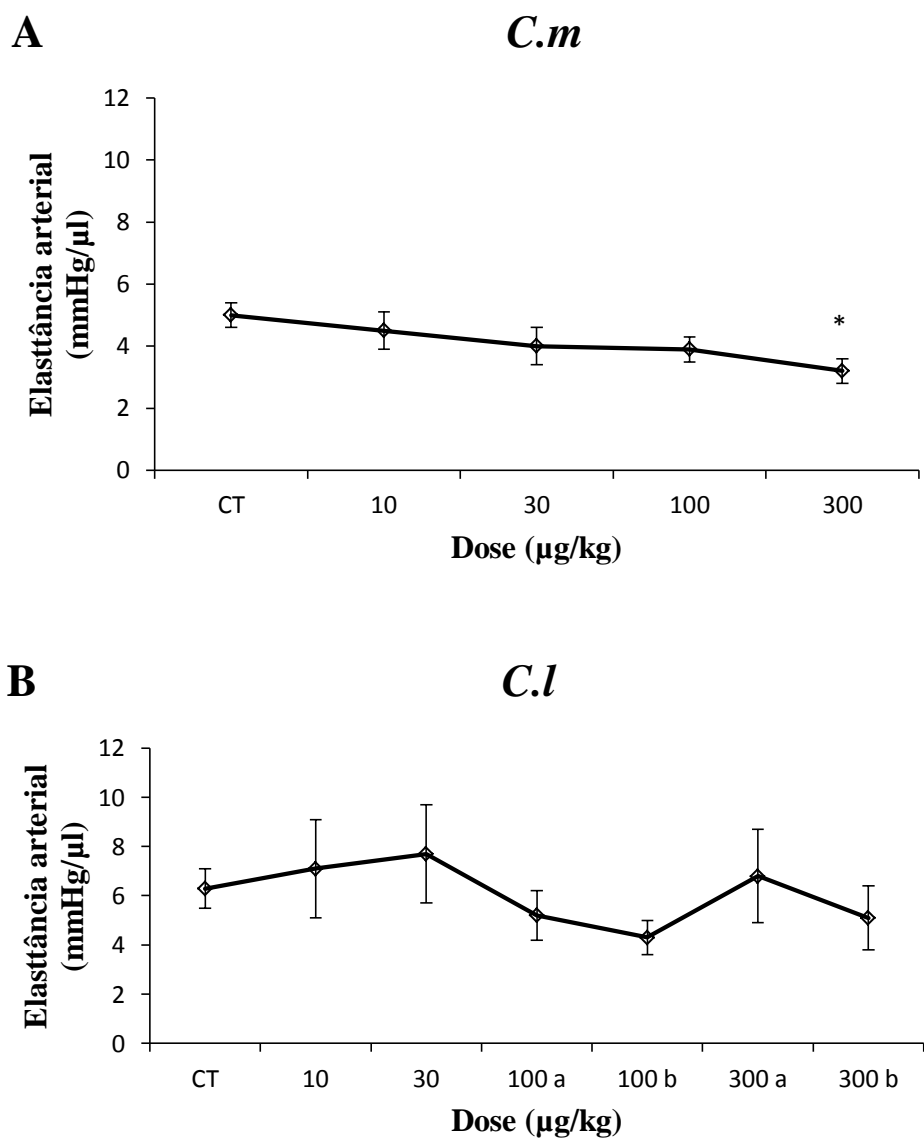 A
C.m
Elasttância arterial
(mmHg/µl)
12
10
8
6
4
2
0
*
CT 10 30 100 300
Dose (µg/kg)
B
C.l
Elasttância arterial
(mmHg/µl)
12
10
8
6
4
2
0
CT 10 30 100 a 100 b 300 a 300 b
Dose (µg/kg)